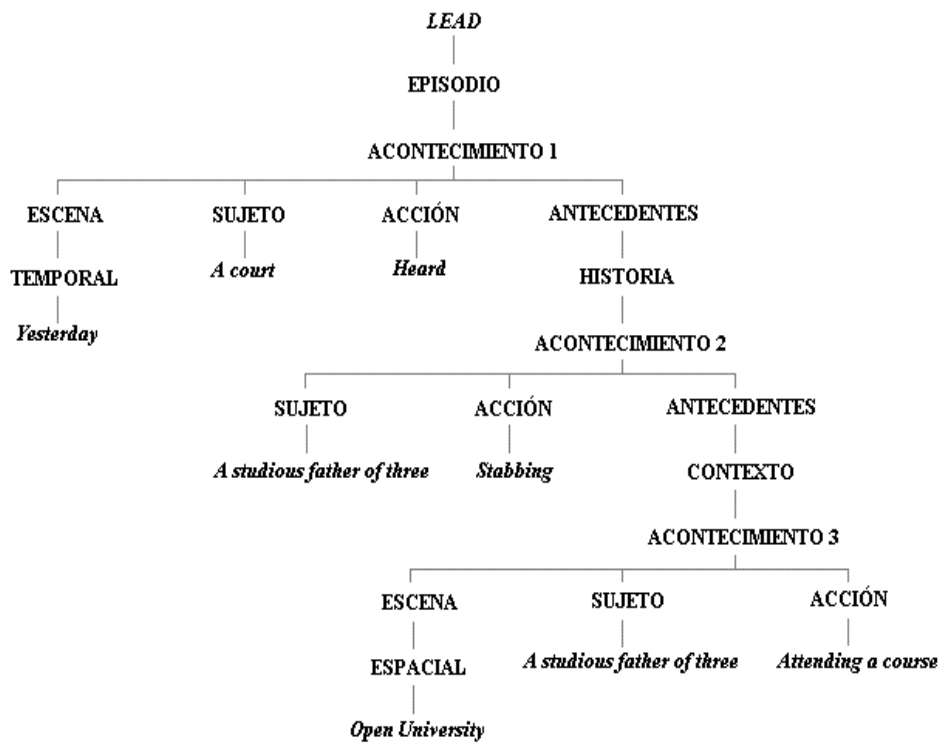 LEAD
EPISODIO
ACONTECIMIENTO 1
ESCENA SUJETO ACCIÓN ANTECEDENTES
TEMPORAL A court Heard HISTORIA
Yesterday
ACONTECIMIENTO 2
SUJETO ACCIÓN ANTECEDENTES
A studious father of three Stabbing CONTEXTO
ACONTECIMIENTO 3
ESCENA SUJETO ACCIÓN
ESPACIAL A studious father of three Attending a course
Open University